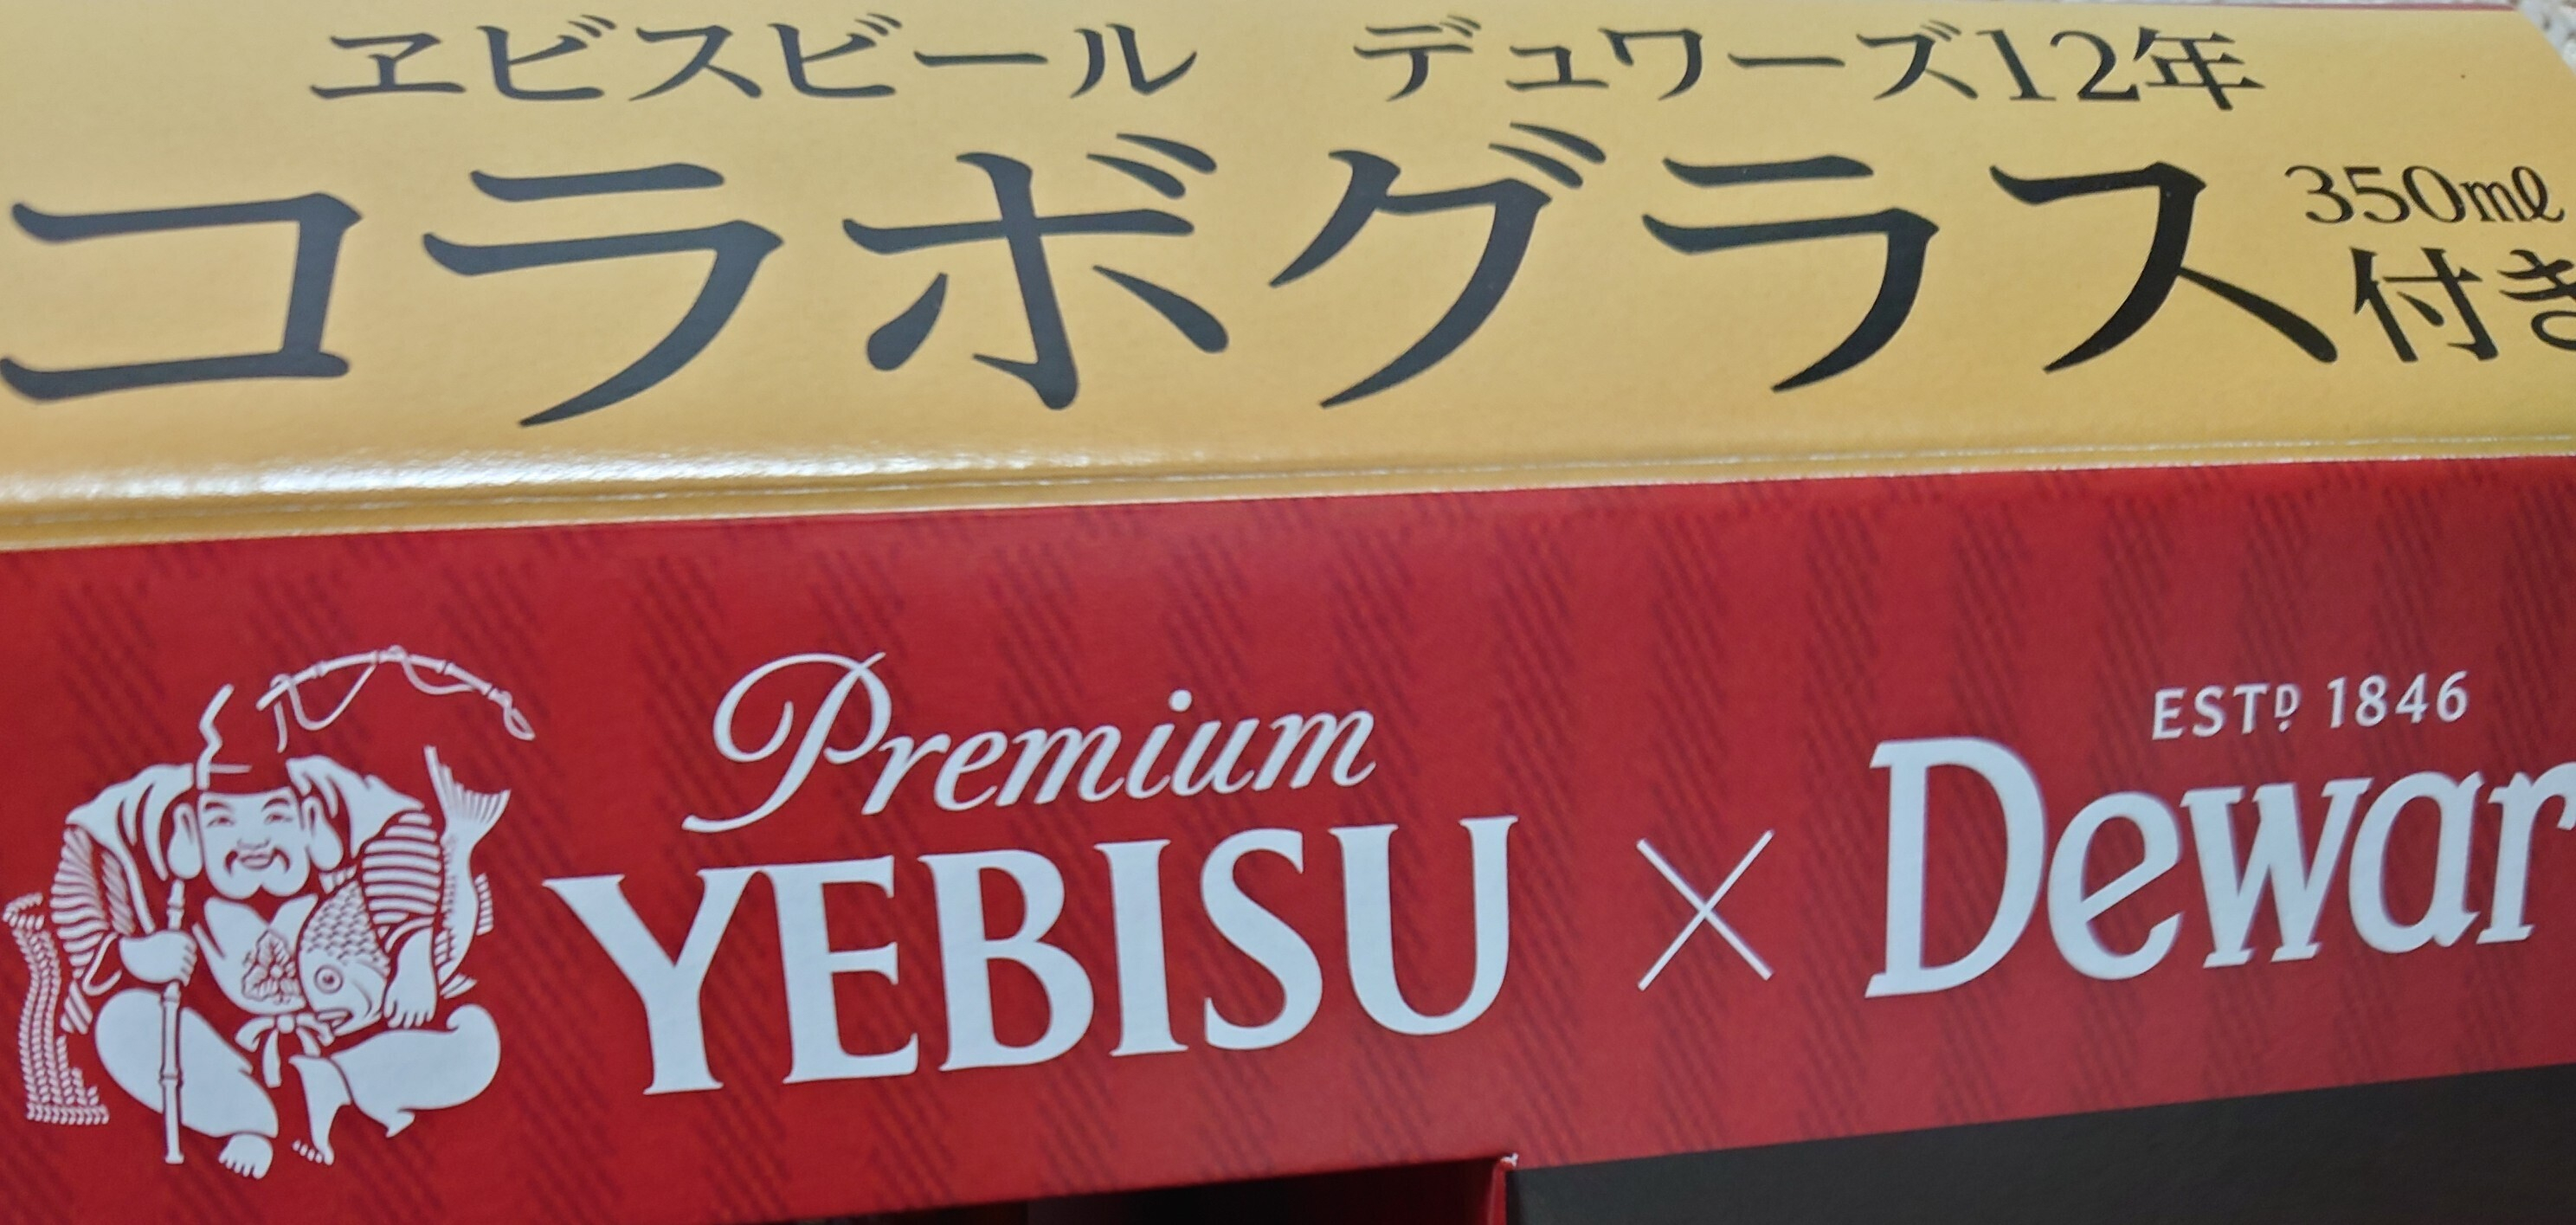 ヱビスビール　デュワーズ12年
コラボグラス 350ml
付き
Premium
YEBISU × Dewar
ESTD 1846